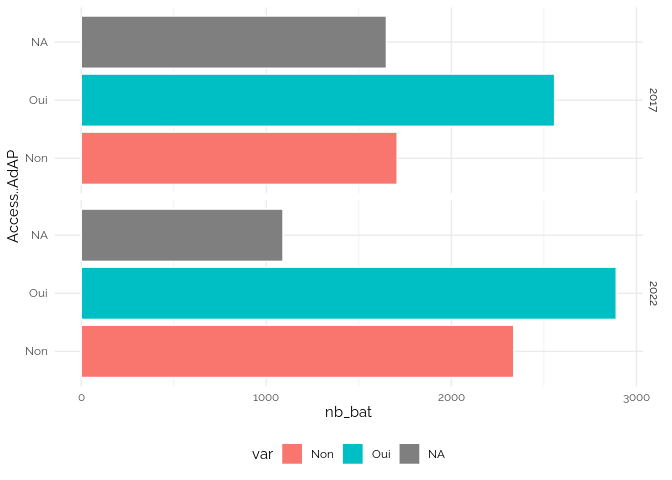 NA
Oui
Non
2017
Access.AdAP
NA
Oui
Non
2022
0 1000 2000 3000
nb_bat
var Non Oui NA